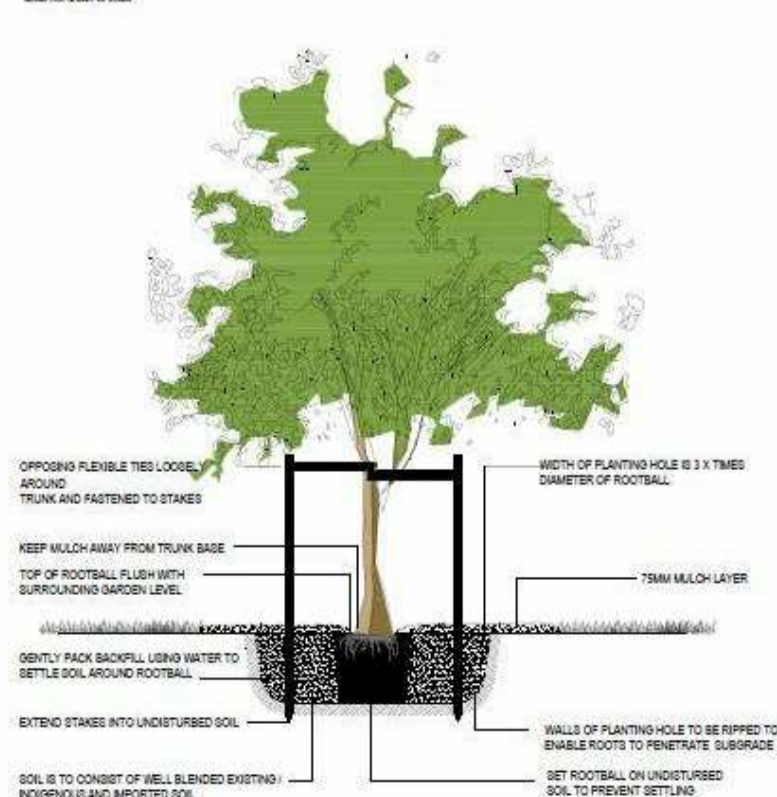 OPPOSING FLEXIBLE TIES LOOSELY
AROUND
TRUNK AND FASTENED TO STAKES
WIDTH OF PLANTING HOLE IS 3 X TIMES
DIAMETER OF ROOTBALL
KEEP MULCH AWAY FROM TRUNK BASE
TOP OF ROOTBALL FLUSH WITH
SURROUNDING GARDEN LEVEL
75MM MULCH LAYER
GENTLY PACK BACKFILL USING WATER TO
SETTLE SOIL AROUND ROOTBALL
EXTEND STAKES INTO UNDISTURBED SOIL
WALLS OF PLANTING HOLE TO BE RIPPED TO
ENABLE ROOTS TO PENETRATE SUBGRADE
SOIL IS TO CONSIST OF WELL BLENDED EXISTING /
INDIGENOUS AND IMPORTED SOIL
SET ROOTBALL ON UNDISTURBED
SOIL TO PREVENT SETTLING